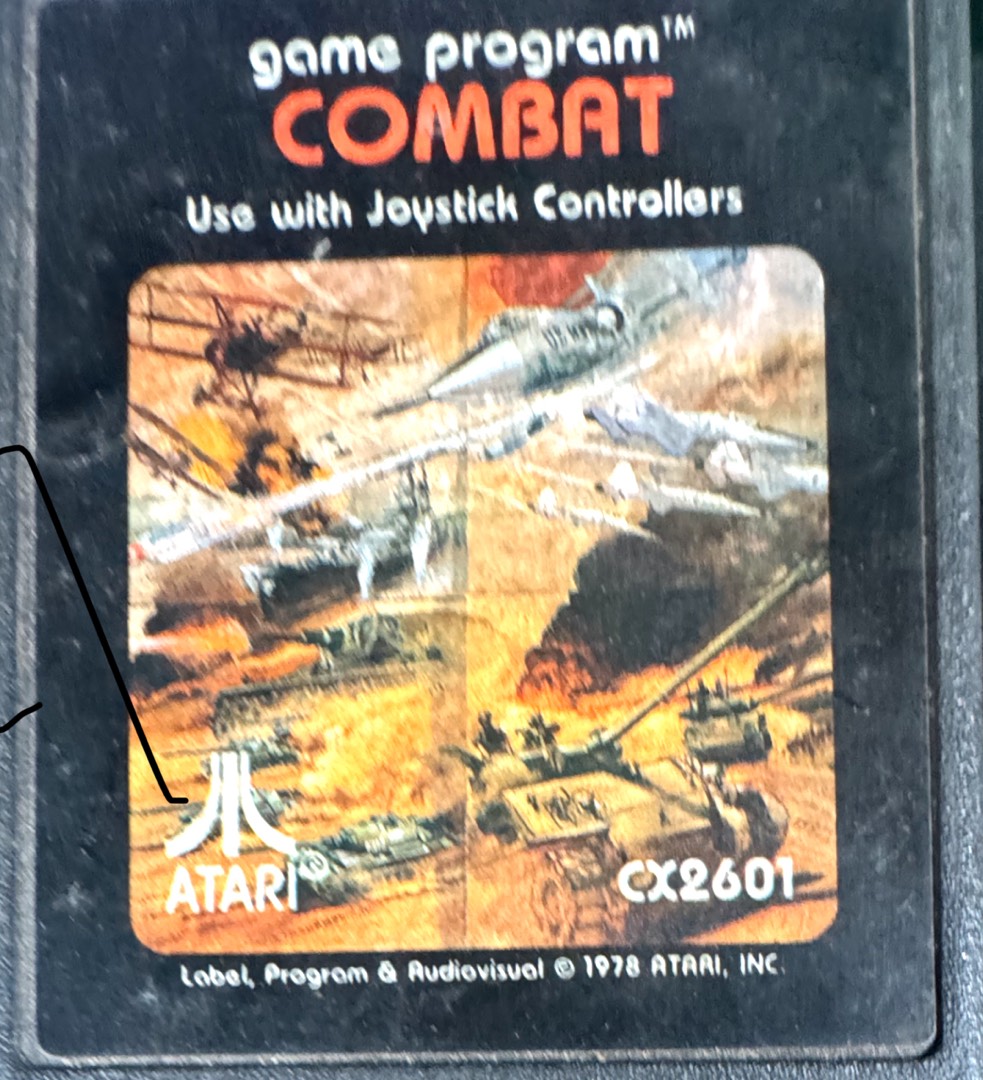 game program™
COMBAT
Use with Joystick Controllers
ATARI®
CX2601
Label, Program & Audiovisual © 1978 ATARI, INC.